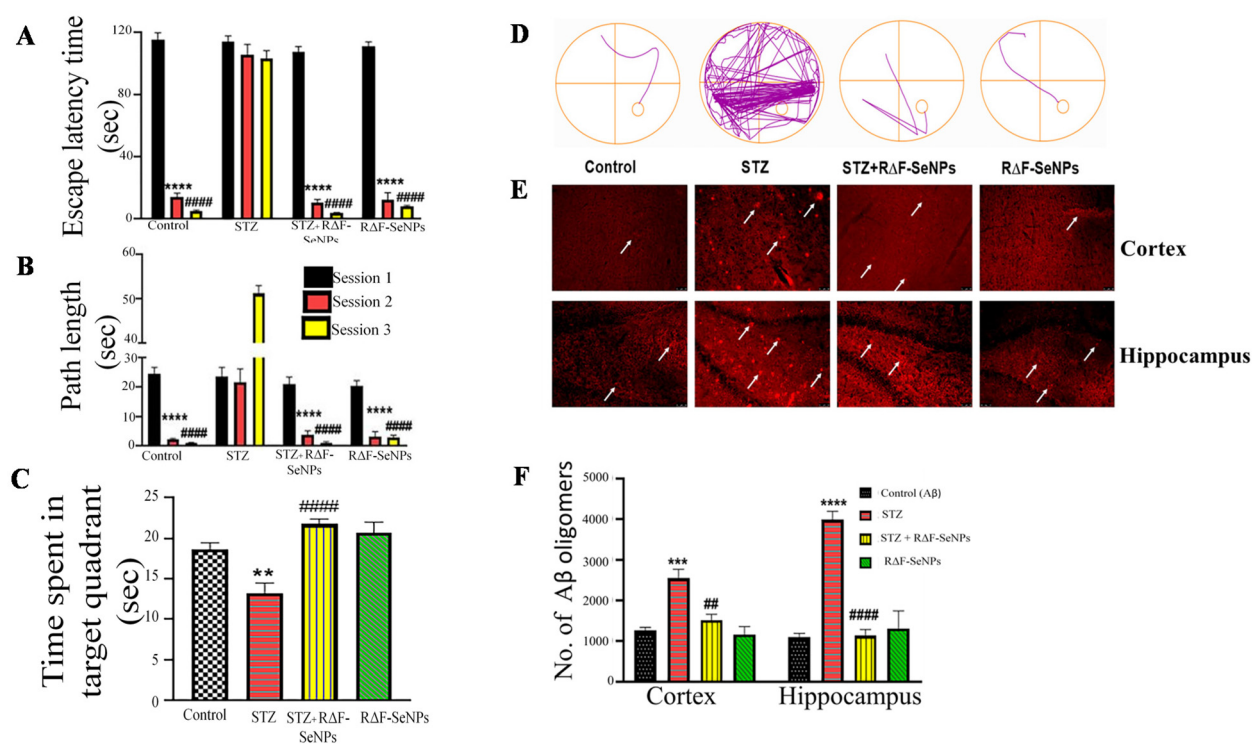 A
Escape latency time
(sec)
120
80
40
0
****
####
****
####
****
####
Control
STZ
STZ+RΔF-
SeNPs
RΔF-SeNPs
B
Path length
(sec)
60
50
40
30
20
10
0
Session 1
Session 2
Session 3
****
####
****
####
****
####
Control
STZ
STZ+RΔF-
SeNPs
RΔF-SeNPs
C
Time spent in
target quadrant
(sec)
25
20
15
10
5
0
**
####
Control
STZ
STZ+RΔF-
SeNPs
RΔF-SeNPs
D
Control
STZ
STZ+RΔF-SeNPs
RΔF-SeNPs
E
Cortex
Hippocampus
F
No. of Aβ oligomers
5000
4000
3000
2000
1000
0
***
##
****
####
Control (Aβ)
STZ
STZ + RΔF-SeNPs
RΔF-SeNPs
Cortex
Hippocampus